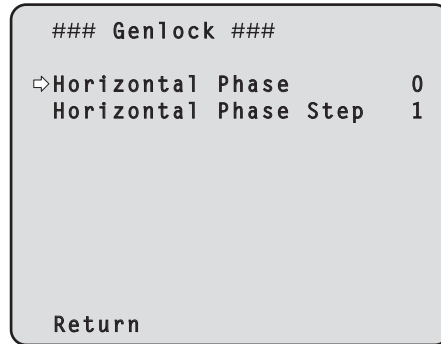 ### Genlock ###
⇨Horizontal Phase 0
Horizontal Phase Step 1
Return